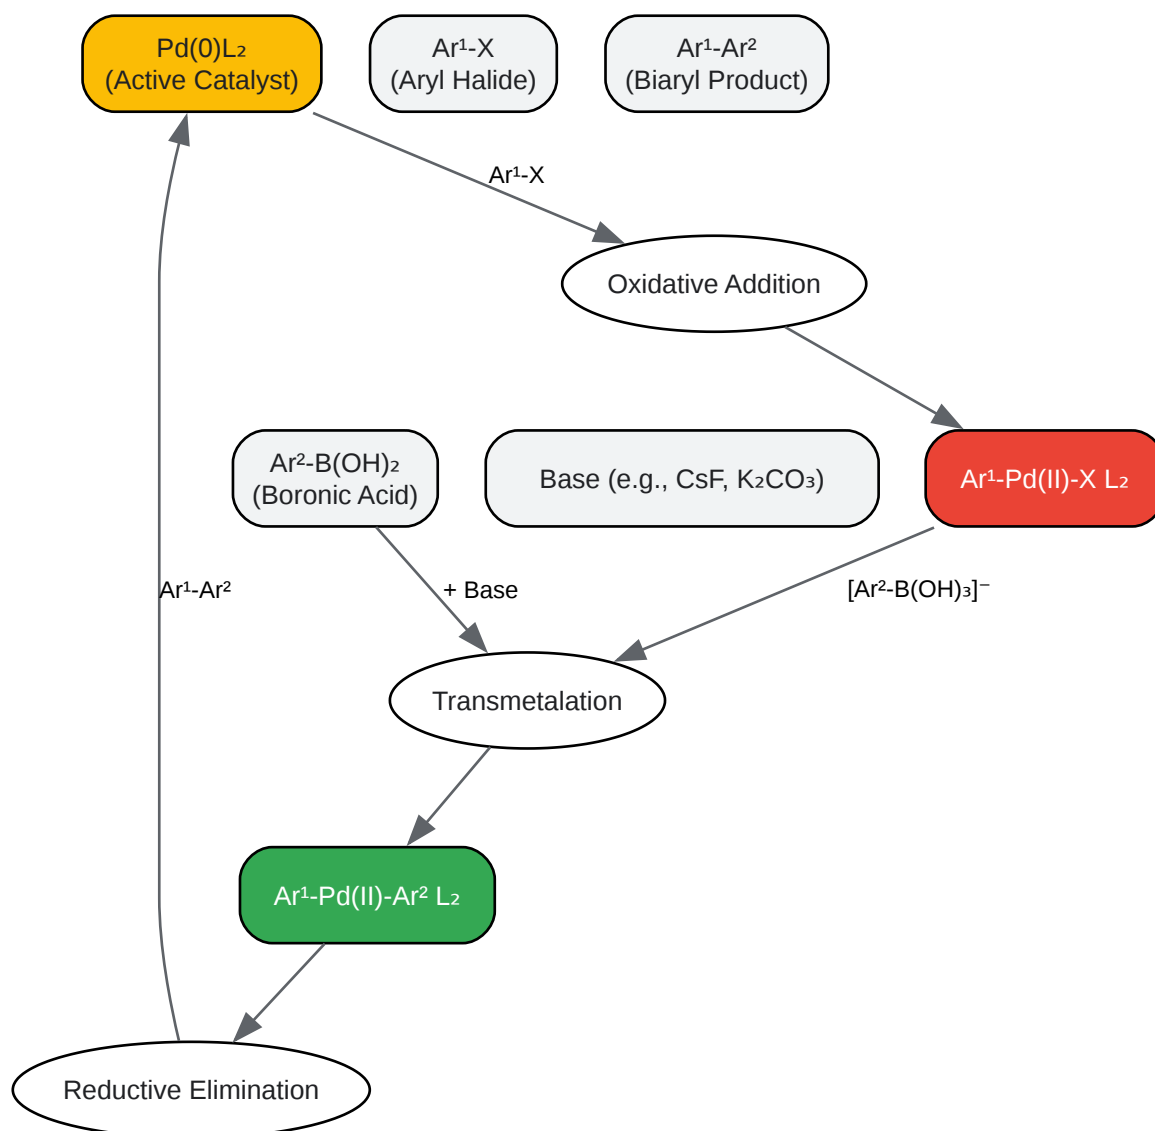 Pd(0)L₂
(Active Catalyst)
Ar¹-X
(Aryl Halide)
Ar¹-Ar²
(Biaryl Product)
Ar¹-X
Oxidative Addition
Ar²-B(OH)₂
(Boronic Acid)
Base (e.g., CsF, K₂CO₃)
Ar¹-Pd(II)-X L₂
Ar¹-Ar²
+ Base
[Ar²-B(OH)₃]⁻
Transmetalation
Ar¹-Pd(II)-Ar² L₂
Reductive Elimination